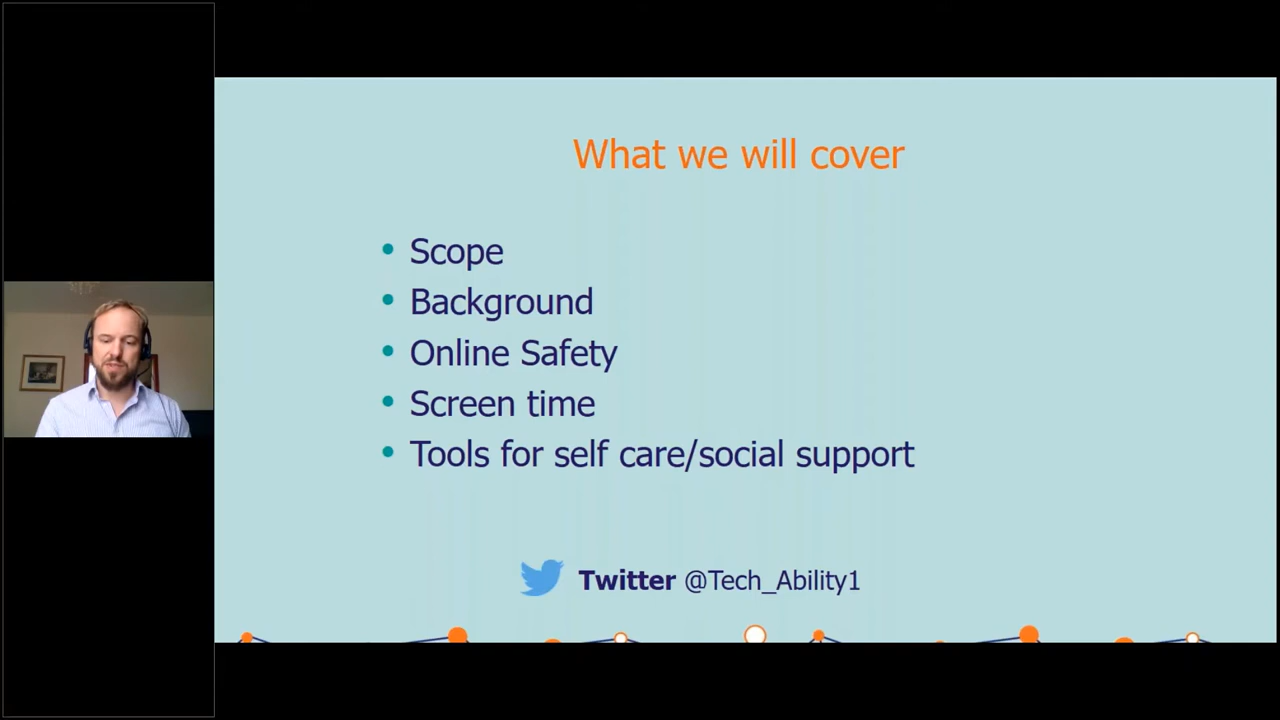 What we will cover
• Scope
• Background
• Online Safety
• Screen time
• Tools for self care/social support
Twitter @Tech_Ability1